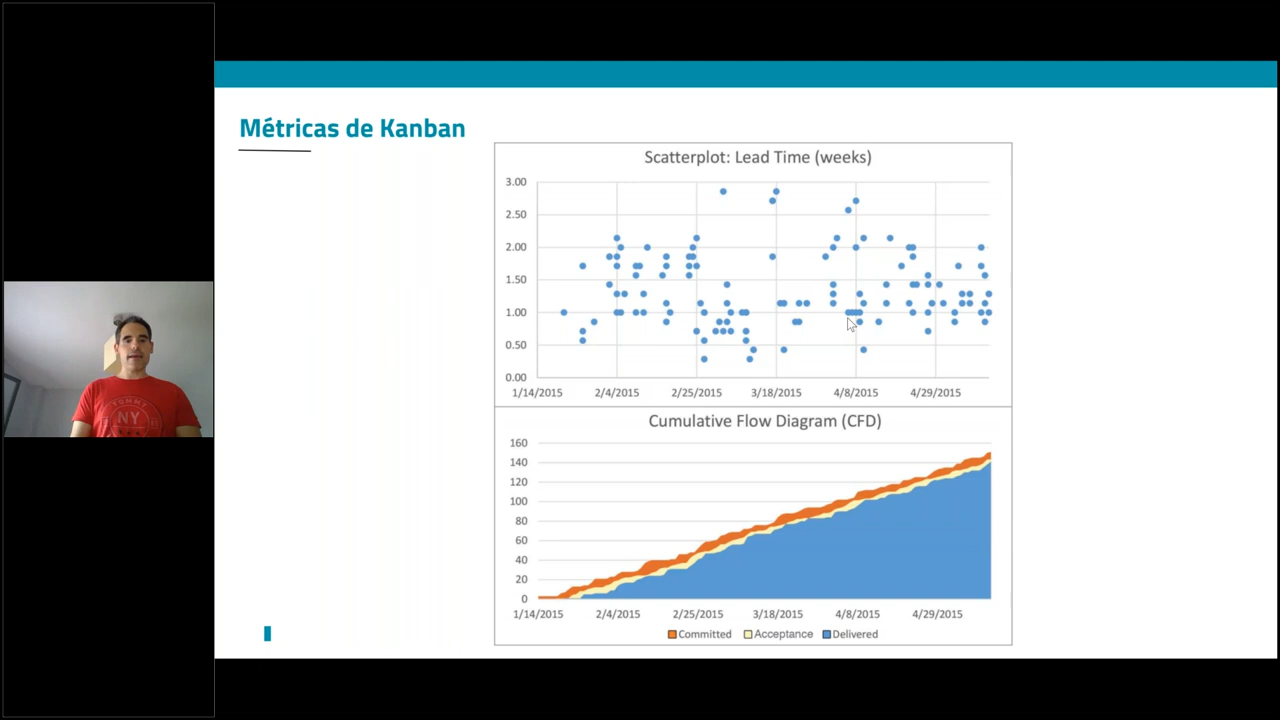 Métricas de Kanban
Scatterplot: Lead Time (weeks)
3.00
2.50
2.00
1.50
1.00
0.50
0.00
1/14/2015 2/4/2015 2/25/2015 3/18/2015 4/8/2015 4/29/2015
Cumulative Flow Diagram (CFD)
160
140
120
100
80
60
40
20
0
1/14/2015 2/4/2015 2/25/2015 3/18/2015 4/8/2015 4/29/2015
Committed Acceptance Delivered
TOMMY
NY